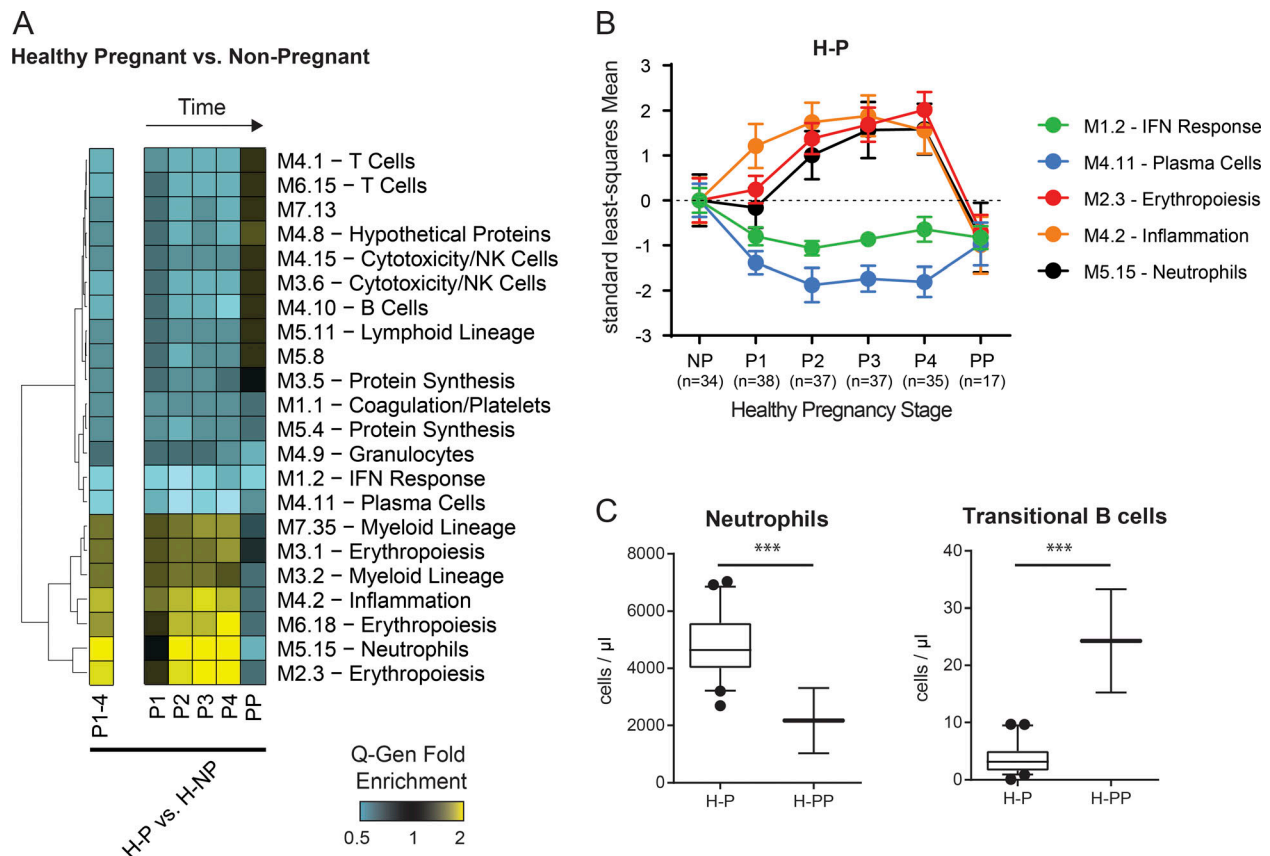 A
Healthy Pregnant vs. Non-Pregnant
Time
M4.1 − T Cells
M6.15 − T Cells
M7.13
M4.8 − Hypothetical Proteins
M4.15 − Cytotoxicity/NK Cells
M3.6 − Cytotoxicity/NK Cells
M4.10 − B Cells
M5.11 − Lymphoid Lineage
M5.8
M3.5 − Protein Synthesis
M1.1 − Coagulation/Platelets
M5.4 − Protein Synthesis
M4.9 − Granulocytes
M1.2 − IFN Response
M4.11 − Plasma Cells
M7.35 − Myeloid Lineage
M3.1 − Erythropoiesis
M3.2 − Myeloid Lineage
M4.2 − Inflammation
M6.18 − Erythropoiesis
M5.15 − Neutrophils
M2.3 − Erythropoiesis
P1-4 P1 P2 P3 P4 PP
H-P vs. H-NP
Q-Gen Fold
Enrichment
0.5 1 2
B
H-P
standard least-squares Mean
3
2
1
0
-1
-2
-3
NP P1 P2 P3 P4 PP
(n=34) (n=38) (n=37) (n=37) (n=35) (n=17)
Healthy Pregnancy Stage
M1.2 - IFN Response
M4.11 - Plasma Cells
M2.3 - Erythropoiesis
M4.2 - Inflammation
M5.15 - Neutrophils
C
Neutrophils
***
cells / µl
8000
6000
4000
2000
0
H-P H-PP
Transitional B cells
***
cells / µl
40
30
20
10
0
H-P H-PP